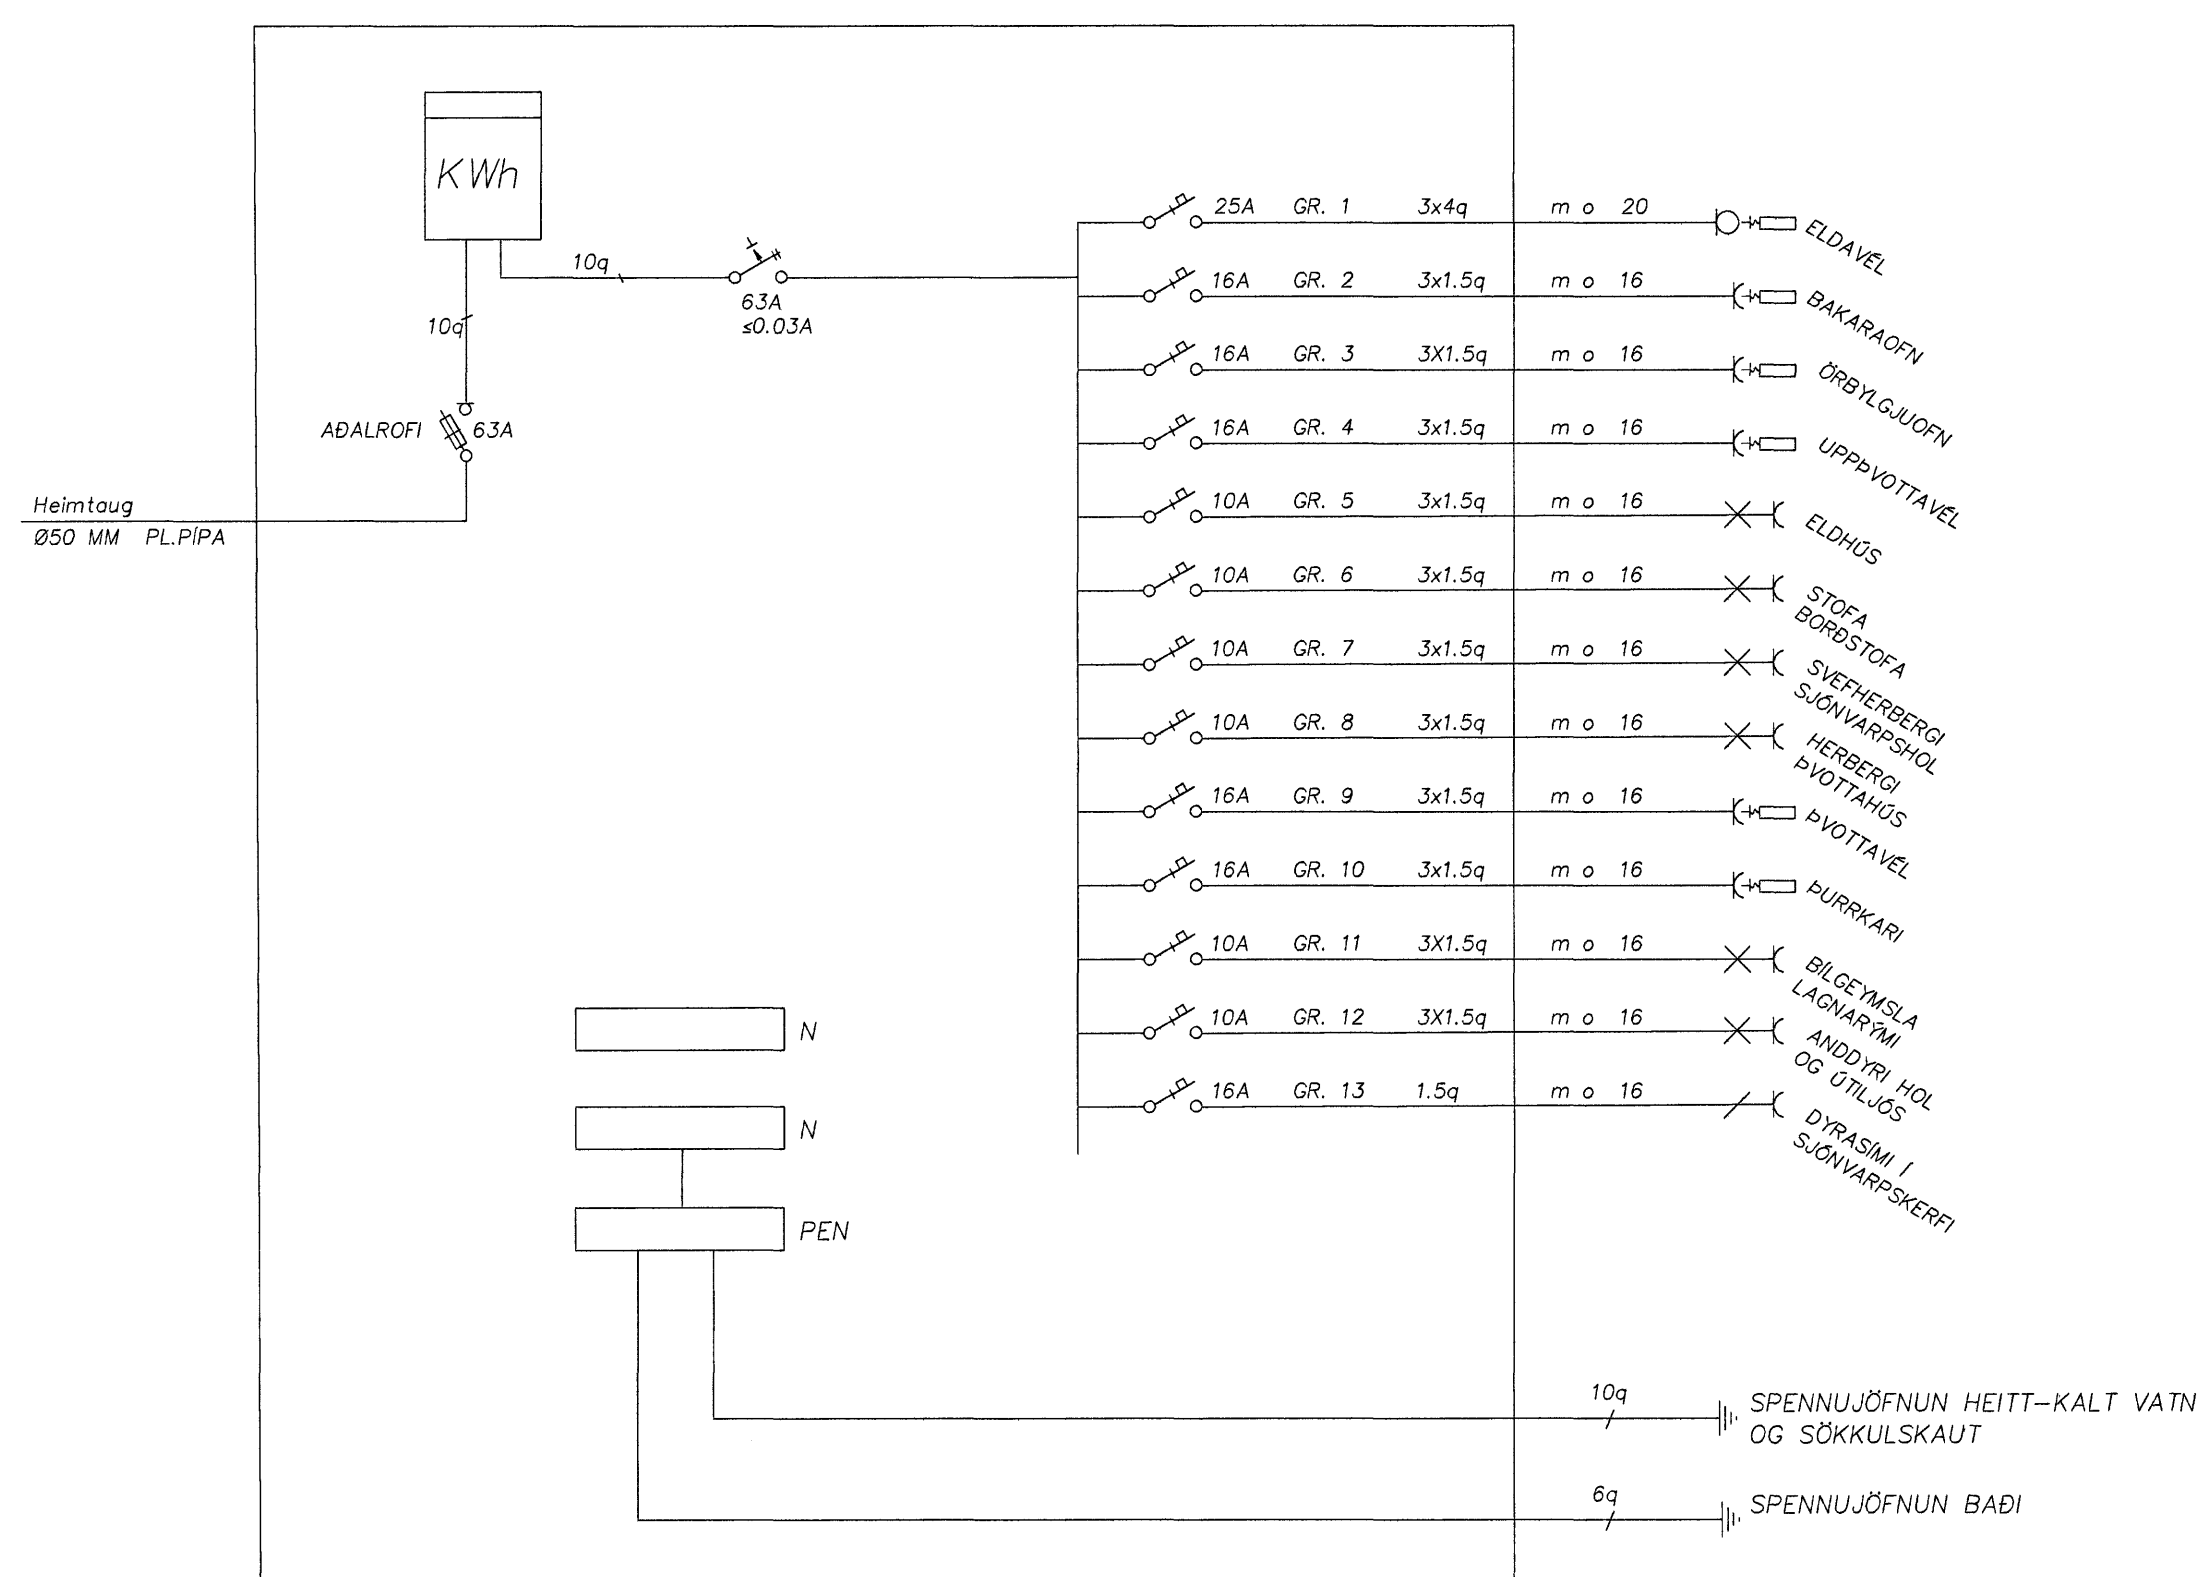 KWh
10q
63A
≤0.03A
10q
AÐALROFI 63A
Heimtaug
Ø50 MM PL.PÍPA
25A GR. 1 3x4q m o 20 ELDAVÉL
16A GR. 2 3x1.5q m o 16 BAKARAOFN
16A GR. 3 3X1.5q m o 16 ÖRBYLGJUOFN
16A GR. 4 3x1.5q m o 16 UPPÞVOTTAVÉL
10A GR. 5 3x1.5q m o 16 ELDHÚS
10A GR. 6 3x1.5q m o 16 STOFA
BORÐSTOFA
10A GR. 7 3x1.5q m o 16 SVEFHERBERGI
SJÓNVARPSHOL
10A GR. 8 3x1.5q m o 16 HERBERGI
ÞVOTTAHÚS
16A GR. 9 3x1.5q m o 16 ÞVOTTAVÉL
16A GR. 10 3x1.5q m o 16 ÞURRKARI
10A GR. 11 3X1.5q m o 16 BÍLGEYMSLA
LAGNARÝMI
10A GR. 12 3X1.5q m o 16 ANDDYRI HOL
OG ÚTILJÓS
16A GR. 13 1.5q m o 16 DYRASÍMI Í
SJÓNVARPSKERFI
N
N
PEN
10q SPENNUJÖFNUN HEITT-KALT VATN
OG SÖKKULSKAUT
6q SPENNUJÖFNUN BAÐI